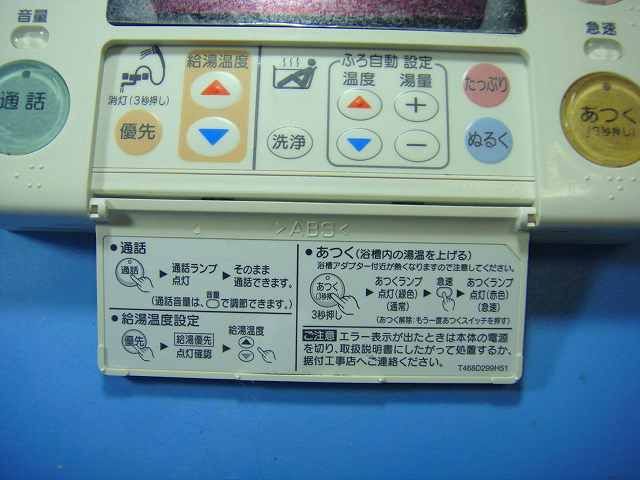 音量
急速
通話
消灯(3秒押し)
優先
給湯温度
洗浄
ふろ自動 設定
温度 湯量
たっぷり
ぬるく
あつく
(3秒押し)
>ABS<
●通話
通話 ▶ 通話ランプ点灯 ▶ そのまま通話できます。
(通話音量は、音量 で調節できます。)
●給湯温度設定
優先 ▶ 給湯優先 点灯確認 ▶ 給湯温度
●あつく(浴槽内の湯温を上げる)
浴槽アダプター付近が熱くなりますので注意してください。
あつく (3秒押し) 3秒押し ▶ あつくランプ点灯(緑色)(通常) ▶ 急速 ▶ あつくランプ点灯(赤色)(急速)
(あつく解除:もう一度あつくスイッチを押す)
ご注意 エラー表示が出たときは本体の電源
を切り、取扱説明書にしたがって処置するか、
据付工事店へご連絡ください。
T468D299H51